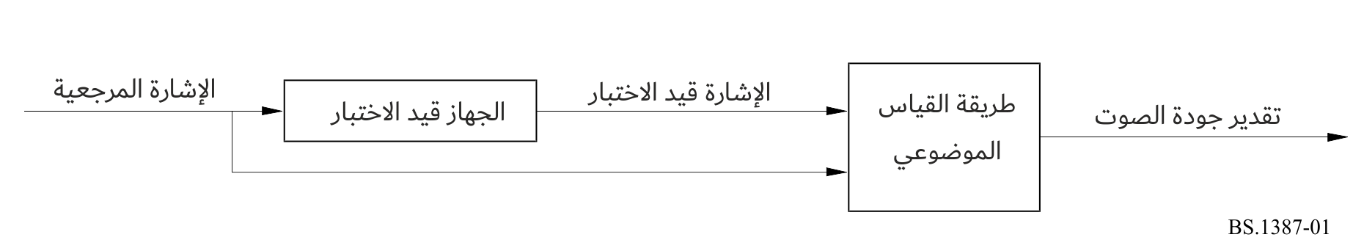 الإشارة المرجعية
الجهاز قيد الاختبار
الإشارة قيد الاختبار
طريقة القياس
الموضوعي
تقدير جودة الصوت
BS.1387-01